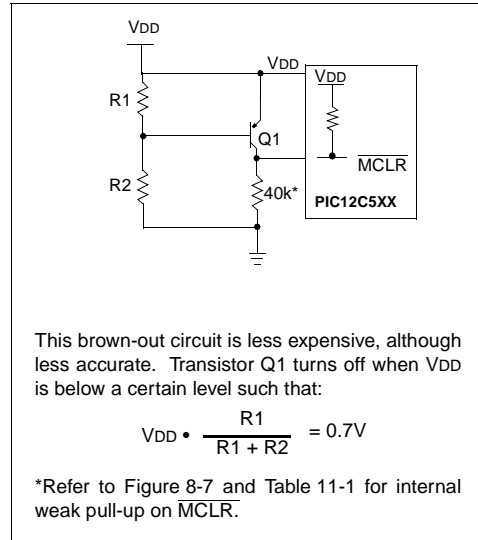 VDD
VDD
VDD
R1
Q1
MCLR
R2
40k*
PIC12C5XX
This brown-out circuit is less expensive, although
less accurate. Transistor Q1 turns off when VDD
is below a certain level such that:
VDD • R1 / R1 + R2 = 0.7V
*Refer to Figure 8-7 and Table 11-1 for internal
weak pull-up on MCLR.